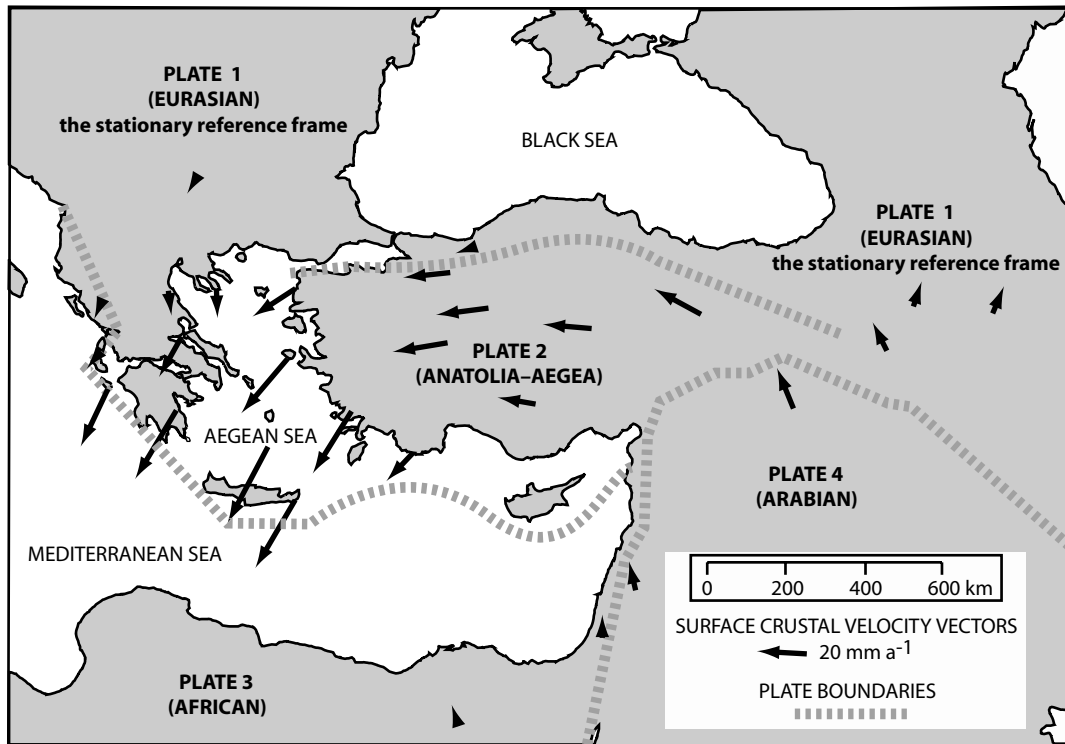 PLATE 1
(EURASIAN)
the stationary reference frame
BLACK SEA
PLATE 1
(EURASIAN)
the stationary reference frame
PLATE 2
(ANATOLIA–AEGEA)
AEGEAN SEA
PLATE 4
(ARABIAN)
MEDITERRANEAN SEA
0 200 400 600 km
SURFACE CRUSTAL VELOCITY VECTORS
20 mm a⁻¹
PLATE 3
(AFRICAN)
PLATE BOUNDARIES